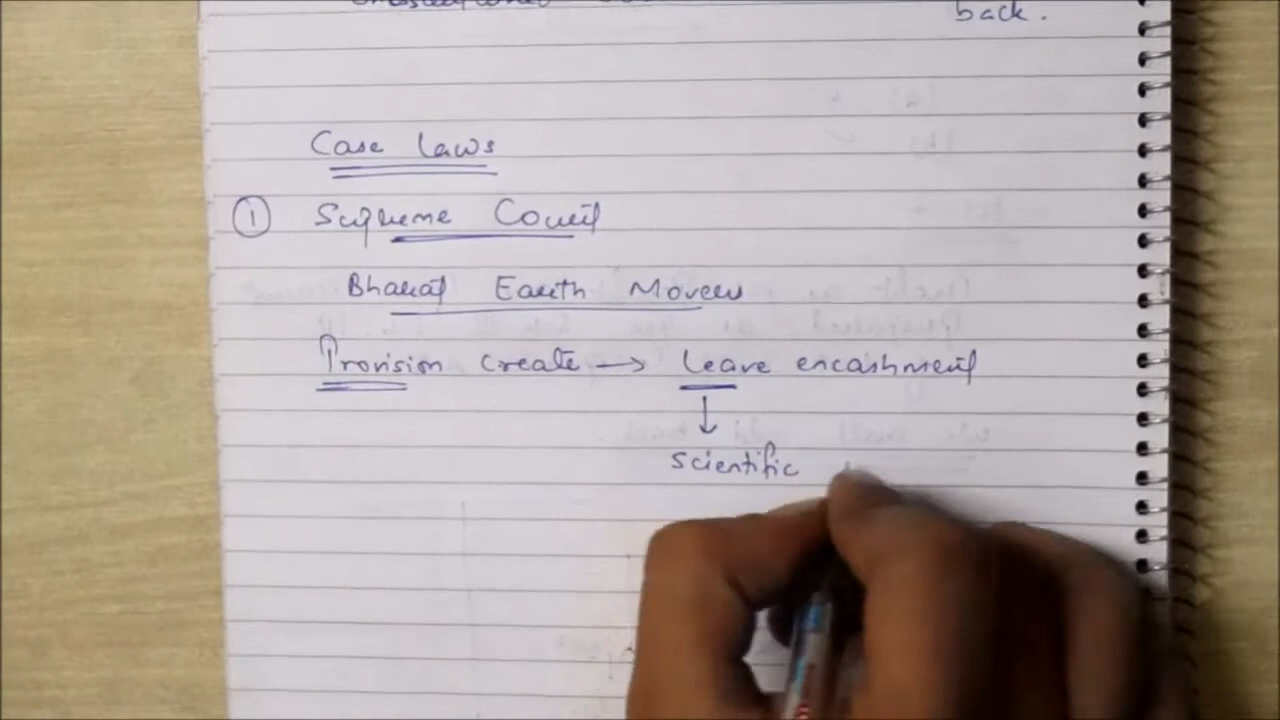 back.
Case Laws
① Supreme Court
Bharat Earth Movers
Provision create → Leave encashment
↓
Scientific